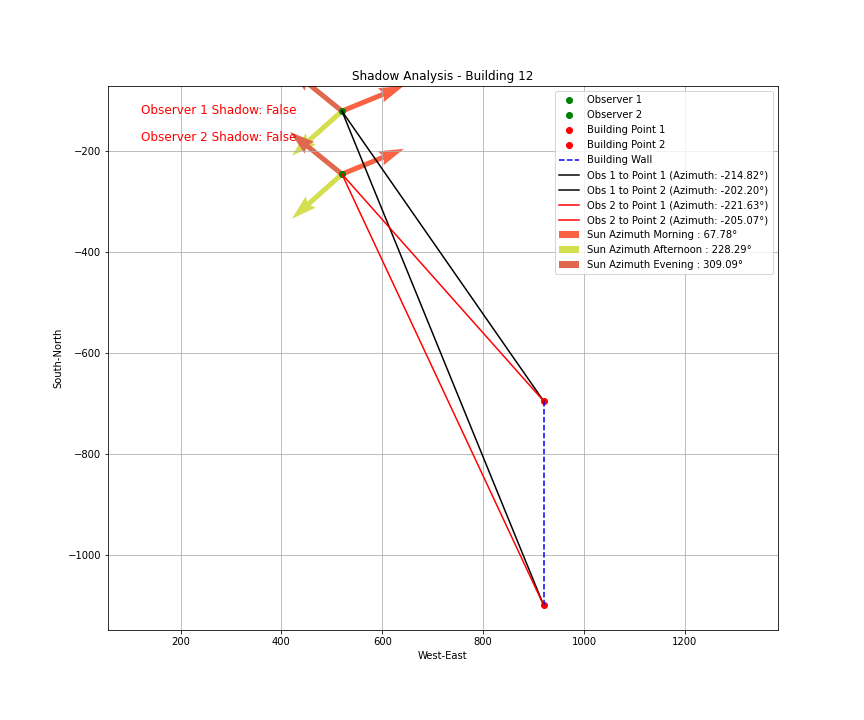 Shadow Analysis - Building 12
Observer 1 Shadow: False
Observer 2 Shadow: False
Observer 1
Observer 2
Building Point 1
Building Point 2
Building Wall
Obs 1 to Point 1 (Azimuth: -214.82°)
Obs 1 to Point 2 (Azimuth: -202.20°)
Obs 2 to Point 1 (Azimuth: -221.63°)
Obs 2 to Point 2 (Azimuth: -205.07°)
Sun Azimuth Morning : 67.78°
Sun Azimuth Afternoon : 228.29°
Sun Azimuth Evening : 309.09°
South-North
−200
−400
−600
−800
−1000
200 400 600 800 1000 1200
West-East